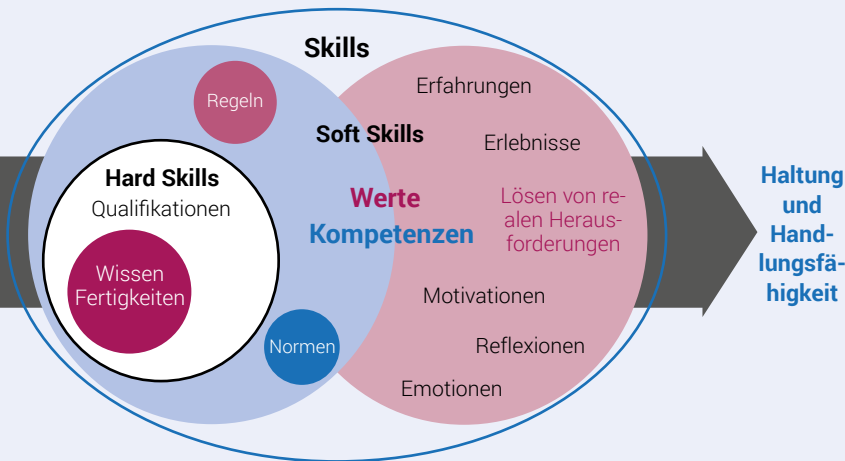 Skills
Erfahrungen
Regeln
Soft Skills
Erlebnisse
Hard Skills
Qualifikationen
Werte
Kompetenzen
Lösen von re-
alen Heraus-
forderungen
Haltung
und
Hand-
lungsfä-
higkeit
Wissen
Fertigkeiten
Motivationen
Normen
Reflexionen
Emotionen